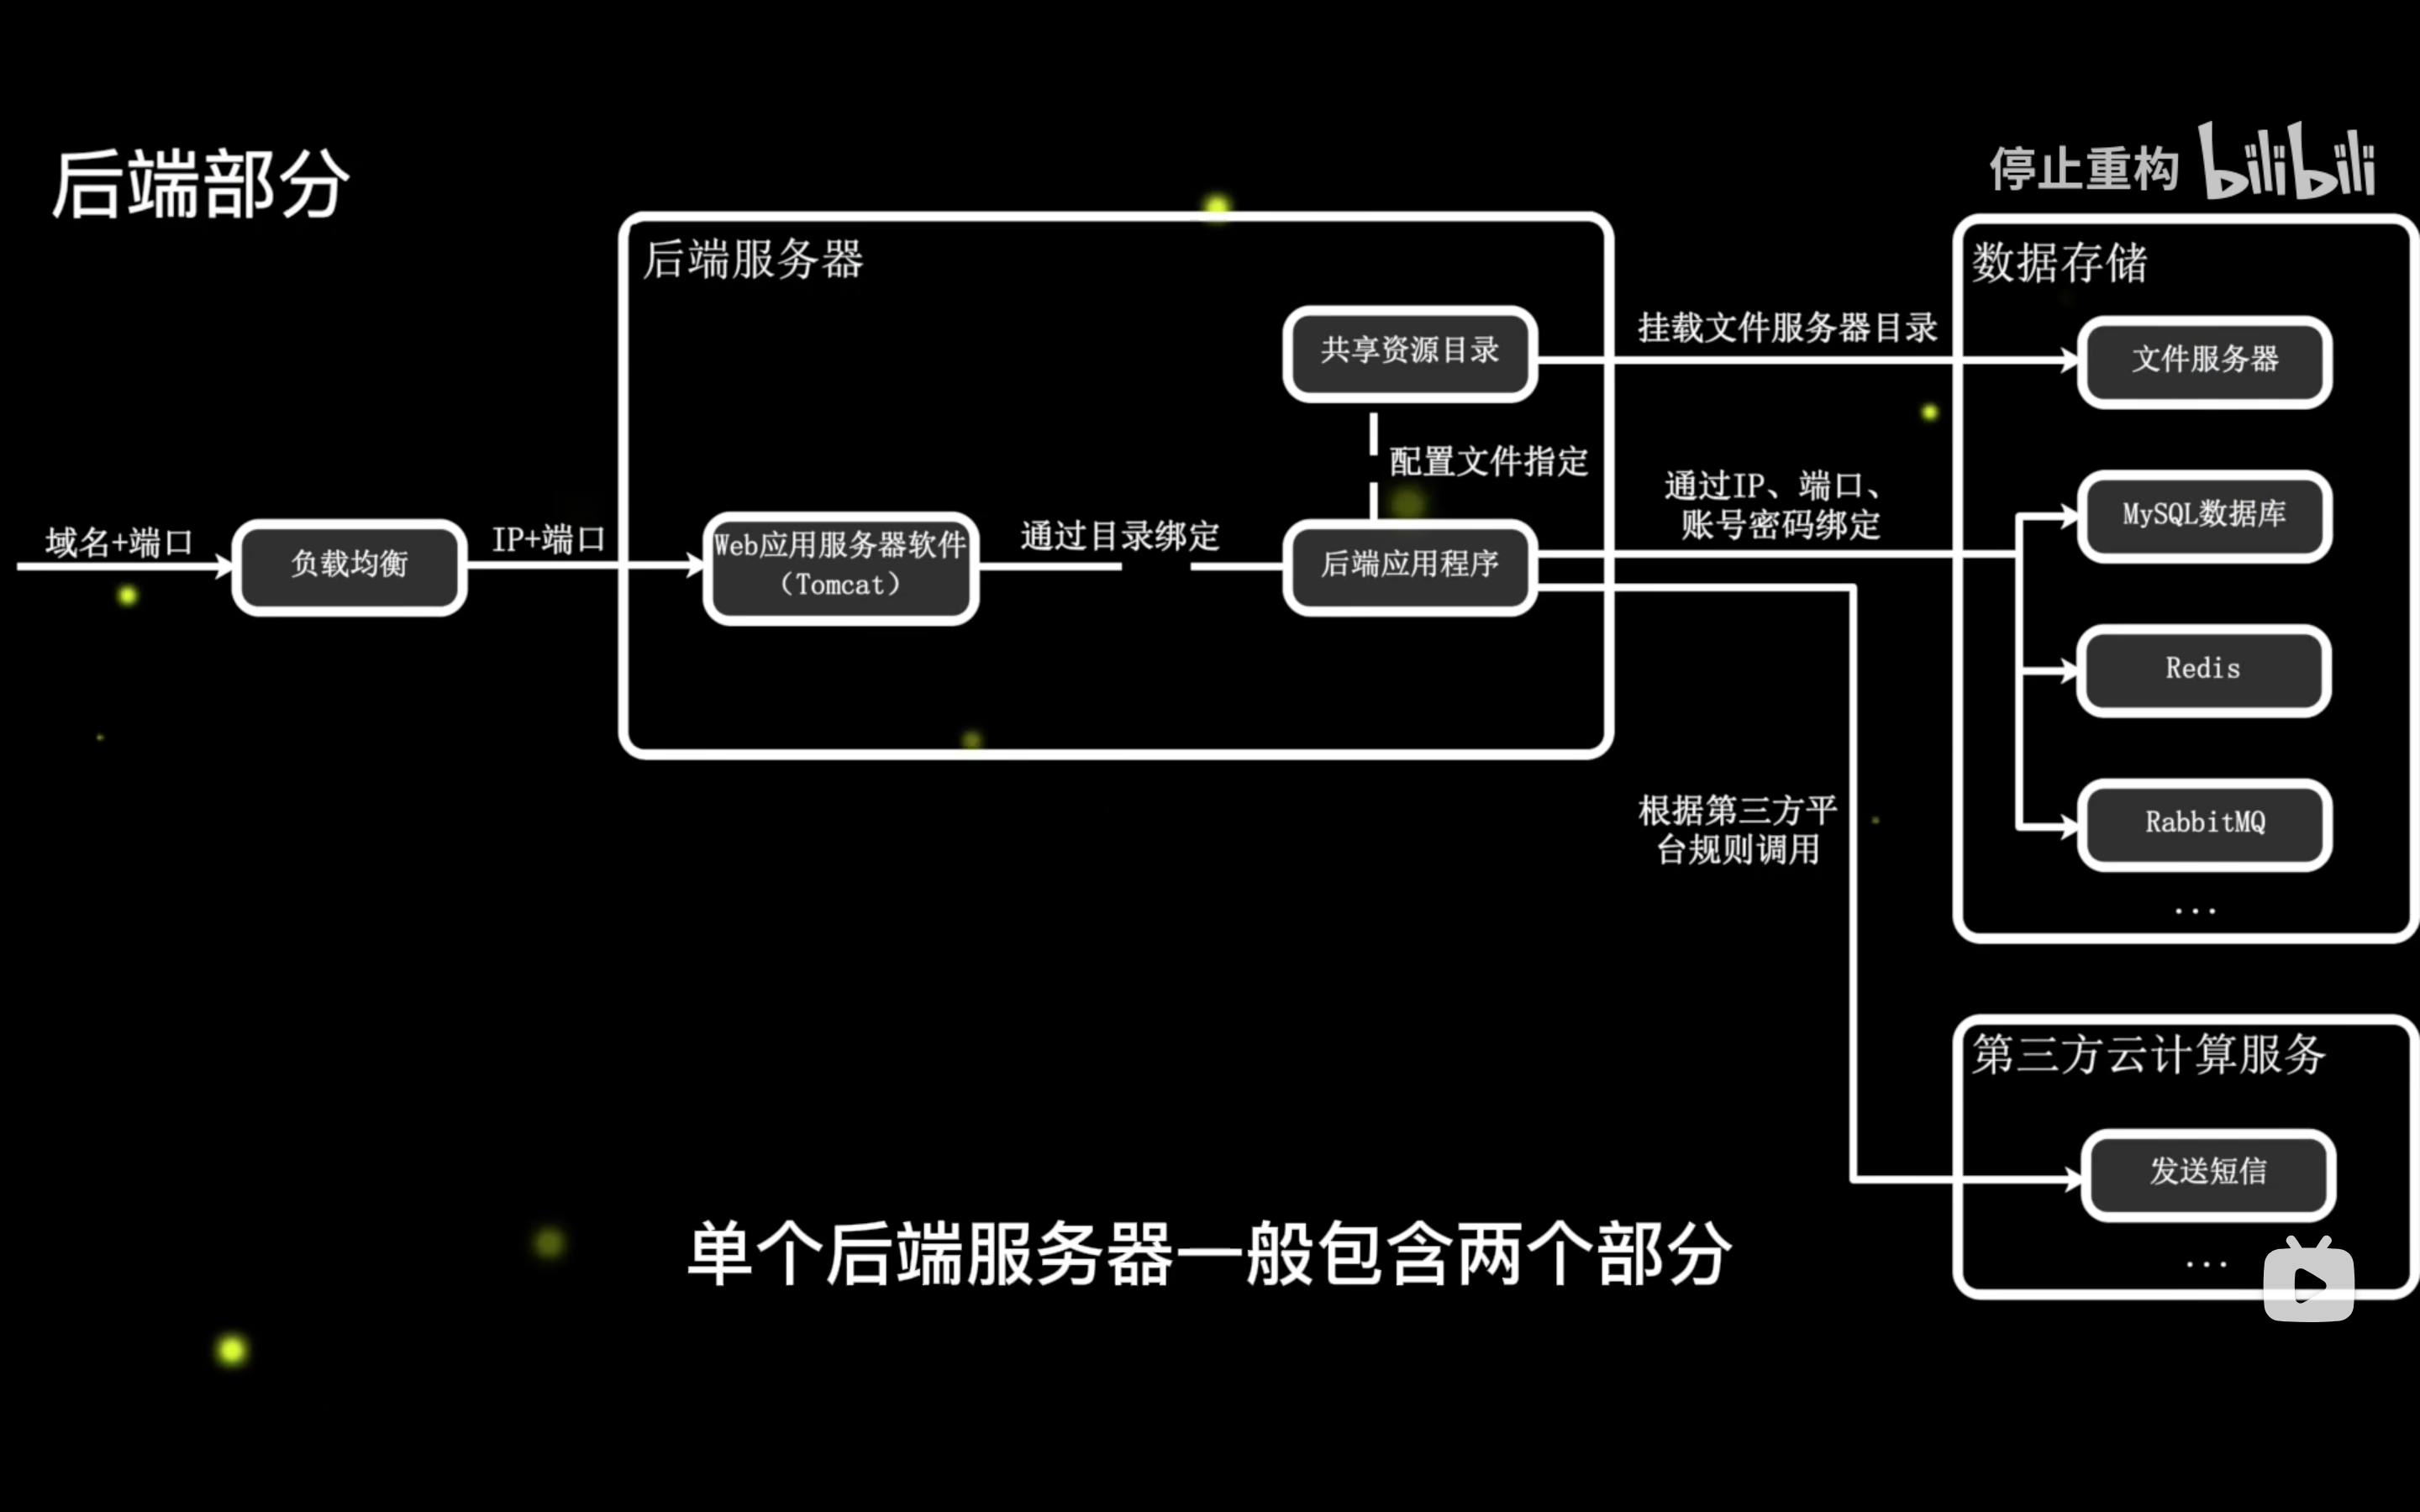 后端部分
停止重构 bilibili
后端服务器
数据存储
共享资源目录
挂载文件服务器目录
文件服务器
配置文件指定
通过IP、端口、
账号密码绑定
MySQL数据库
域名+端口
负载均衡
IP+端口
Web应用服务器软件
（Tomcat）
通过目录绑定
后端应用程序
Redis
根据第三方平
台规则调用
RabbitMQ
...
第三方云计算服务
发送短信
...
单个后端服务器一般包含两个部分